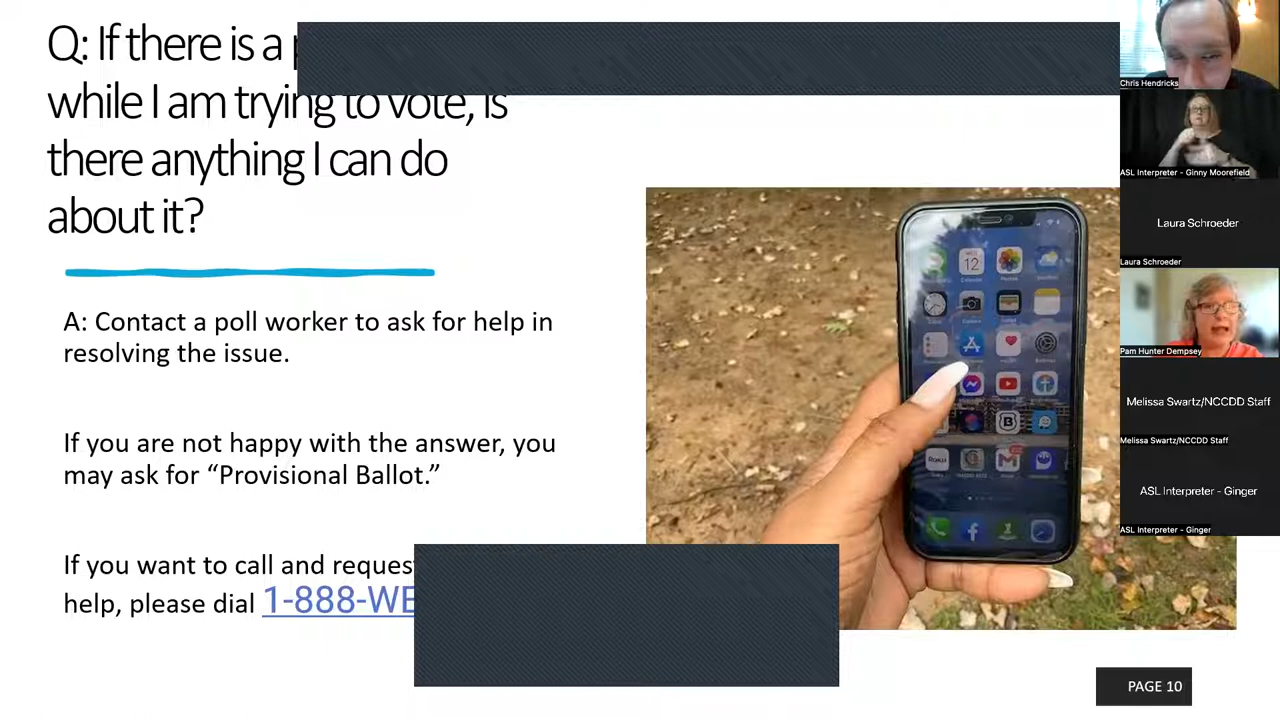 Q: If there is a
while I am trying to vote, is
there anything I can do
about it?
A: Contact a poll worker to ask for help in
resolving the issue.
If you are not happy with the answer, you
may ask for “Provisional Ballot.”
If you want to call and request
help, please dial 1-888-WE
PAGE 10
Chris Hendricks
ASL Interpreter - Ginny Moorefield
Laura Schroeder
Laura Schroeder
Pam Hunter Dempsey
Melissa Swartz/NCCDD Staff
Melissa Swartz/NCCDD Staff
ASL Interpreter - Ginger
ASL Interpreter - Ginger
12
Roku